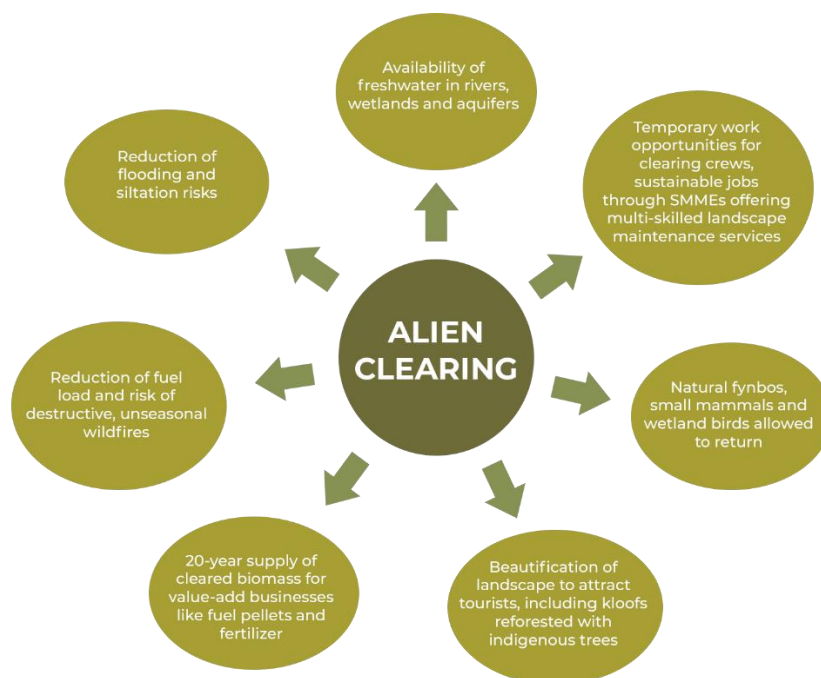 Availability of
freshwater in rivers,
wetlands and aquifers
Temporary work
opportunities for
clearing crews,
sustainable jobs
through SMMEs offering
multi-skilled landscape
maintenance services
Reduction of
flooding and
siltation risks
ALIEN
CLEARING
Natural fynbos,
small mammals and
wetland birds allowed
to return
Reduction of fuel
load and risk of
destructive, unseasonal
wildfires
20-year supply of
cleared biomass for
value-add businesses
like fuel pellets and
fertilizer
Beautification of
landscape to attract
tourists, including kloofs
reforested with
indigenous trees